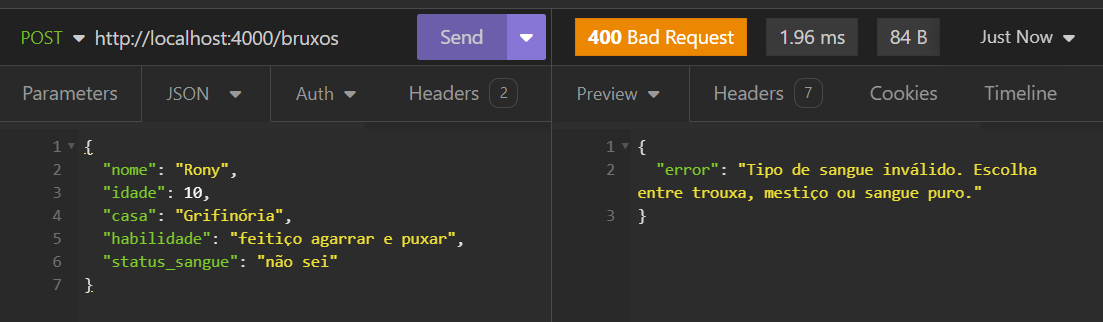 POST http://localhost:4000/bruxos Send
400 Bad Request 1.96 ms 84 B Just Now
Parameters JSON Auth Headers 2
Preview Headers 7 Cookies Timeline
1 {
2 "nome": "Rony",
3 "idade": 10,
4 "casa": "Grifinória",
5 "habilidade": "feitiço agarrar e puxar",
6 "status_sangue": "não sei"
7 }
1 {
2 "error": "Tipo de sangue inválido. Escolha
entre trouxa, mestiço ou sangue puro."
3 }